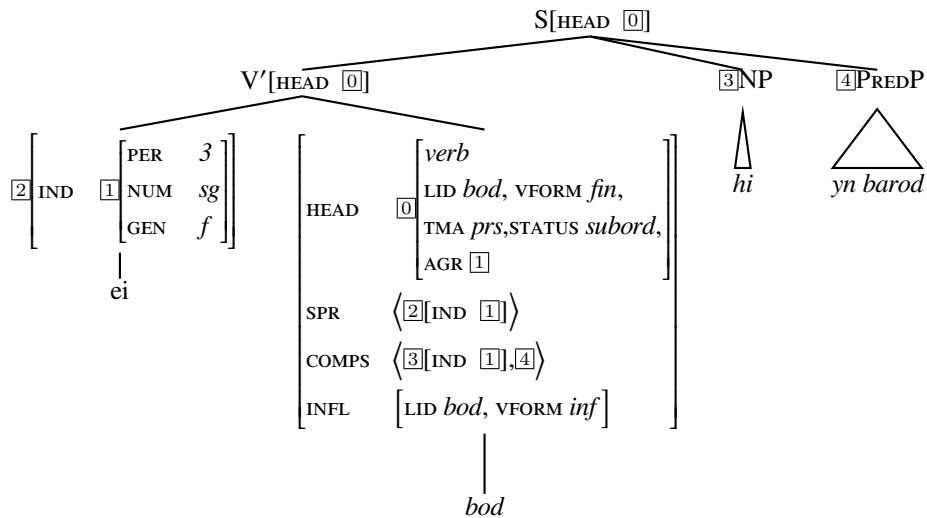 S[HEAD 0]
V′[HEAD 0] 3NP 4PREDP
hi yn barod
2[IND 1[PER 3
NUM sg
GEN f]]
ei
[HEAD 0[verb
LID bod, VFORM fin,
TMA prs,STATUS subord,
AGR 1]
SPR ⟨2[IND 1]⟩
COMPS ⟨3[IND 1],4⟩
INFL [LID bod, VFORM inf]]
bod